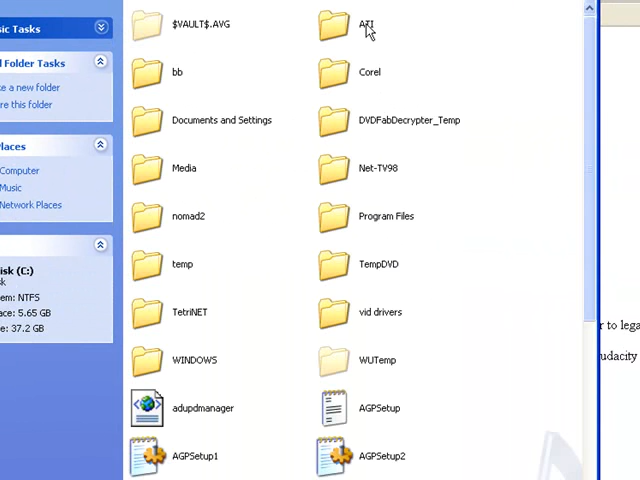 sic Tasks
d Folder Tasks
e a new folder
re this folder
Places
Computer
Music
Network Places
isk (C:)
sk
em: NTFS
ace: 5.65 GB
e: 37.2 GB
$VAULT$.AVG
ATI
bb
Corel
Documents and Settings
DVDFabDecrypter_Temp
Media
Net-TV98
nomad2
Program Files
temp
TempDVD
TetriNET
vid drivers
WINDOWS
WUTemp
adupdmanager
AGPSetup
AGPSetup1
AGPSetup2
r to lega
udacity